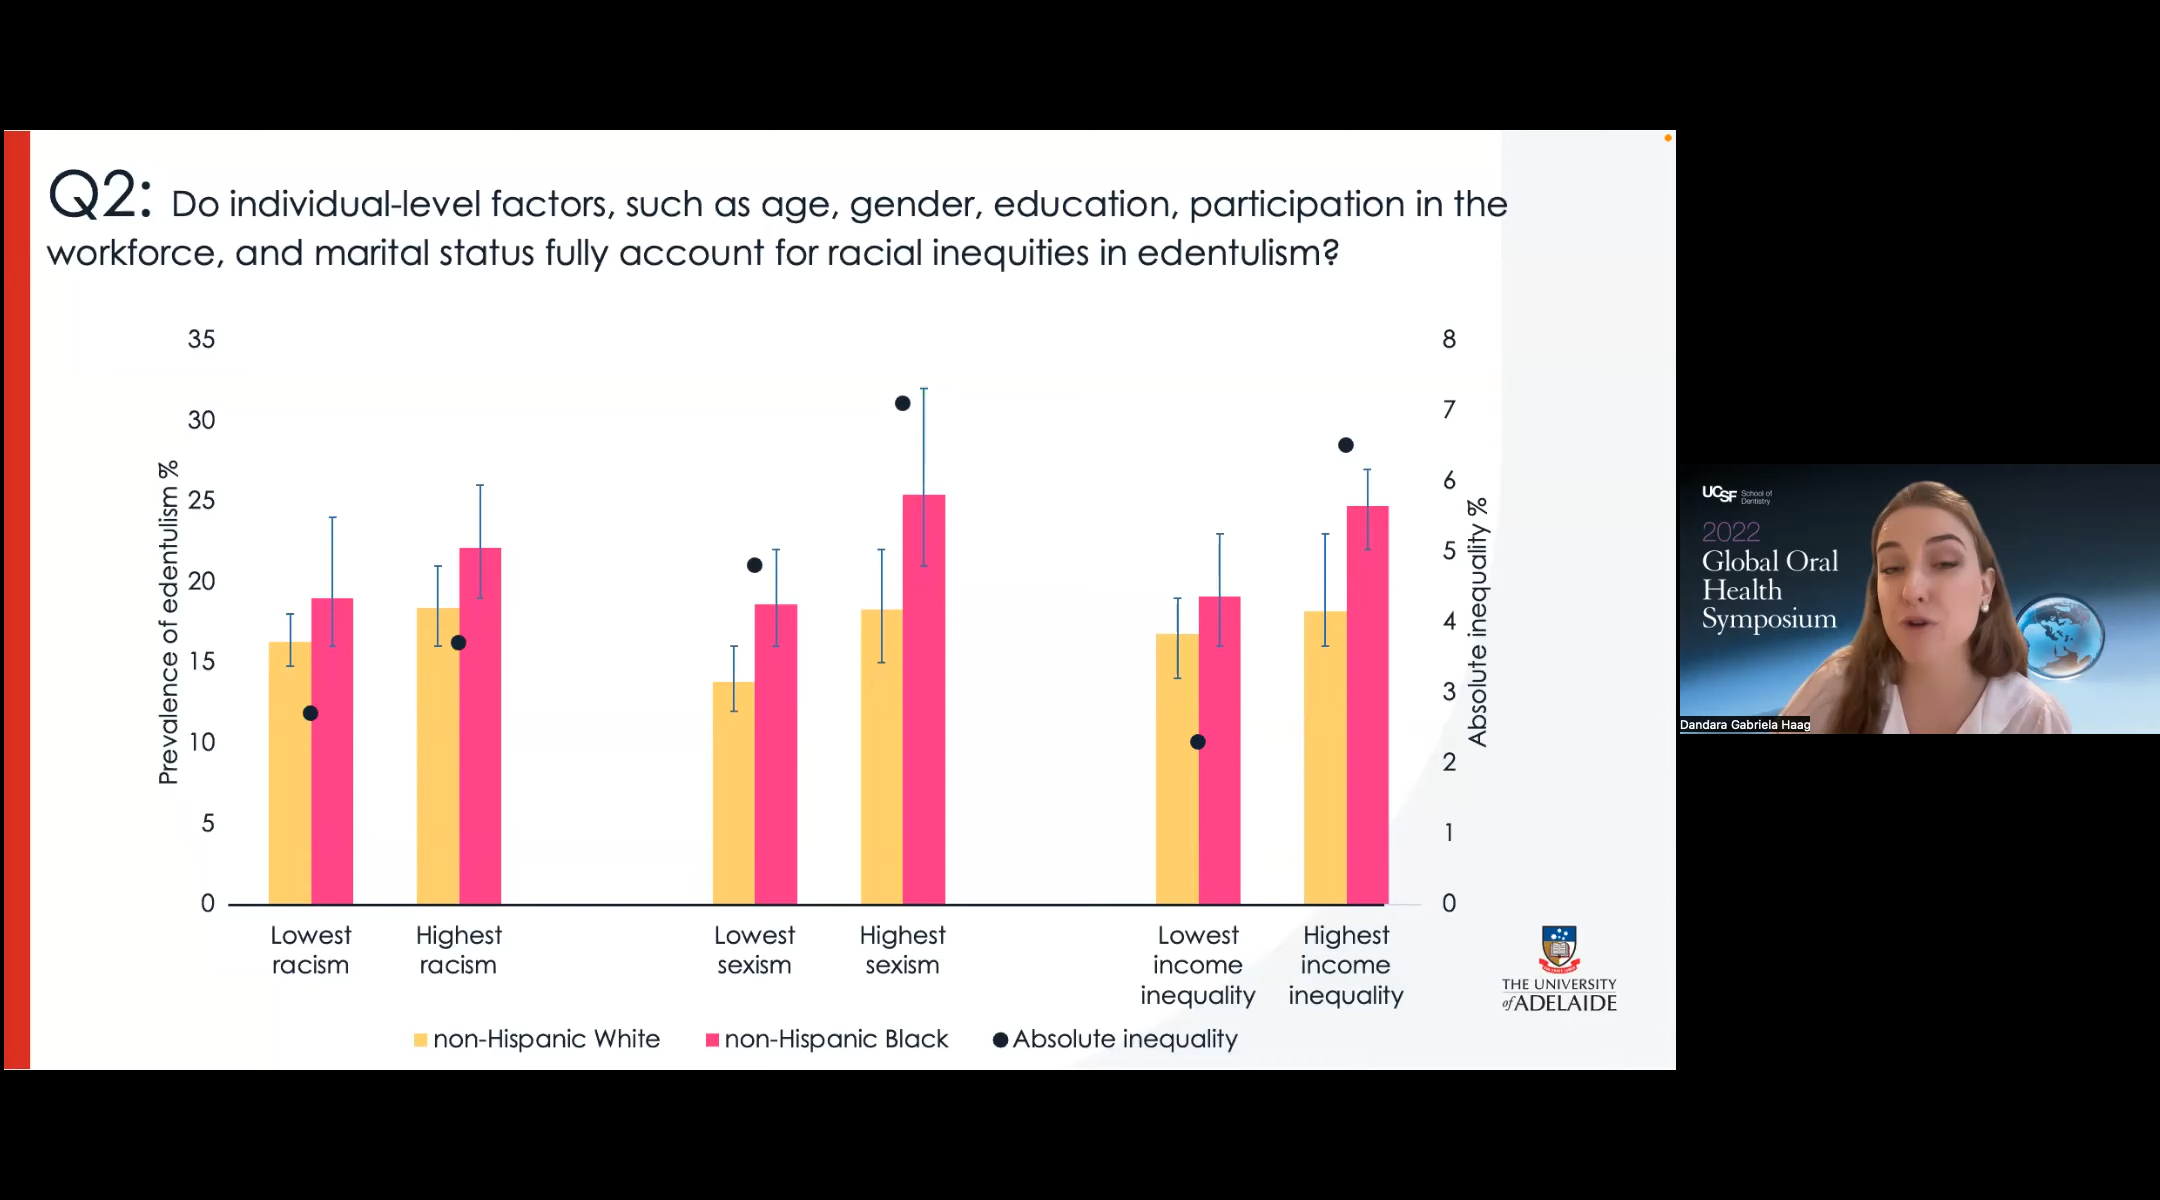 Q2: Do individual-level factors, such as age, gender, education, participation in the
workforce, and marital status fully account for racial inequities in edentulism?
35
30
25
20
15
10
5
0
Prevalence of edentulism %
8
7
6
5
4
3
2
1
0
Absolute inequality %
Lowest
racism
Highest
racism
Lowest
sexism
Highest
sexism
Lowest
income
inequality
Highest
income
inequality
non-Hispanic White
non-Hispanic Black
Absolute inequality
THE UNIVERSITY
of ADELAIDE
UCSF School of
Dentistry
2022
Global Oral
Health
Symposium
Dandara Gabriela Haag